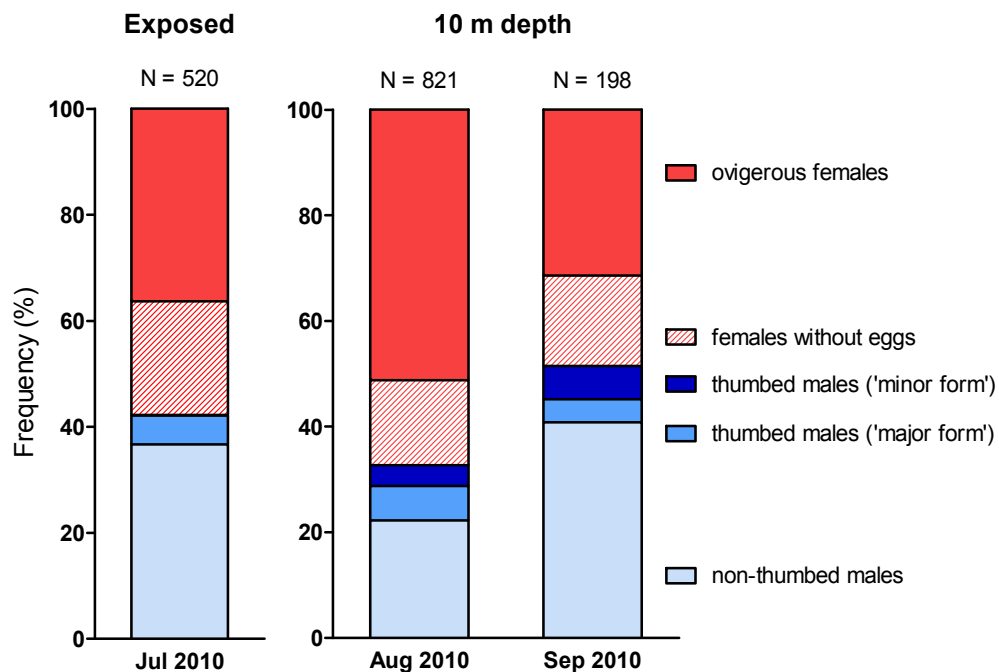 Exposed
10 m depth
N = 520
N = 821
N = 198
Frequency (%)
100
80
60
40
20
0
100
80
60
40
20
0
Jul 2010
Aug 2010
Sep 2010
ovigerous females
females without eggs
thumbed males ('minor form')
thumbed males ('major form')
non-thumbed males